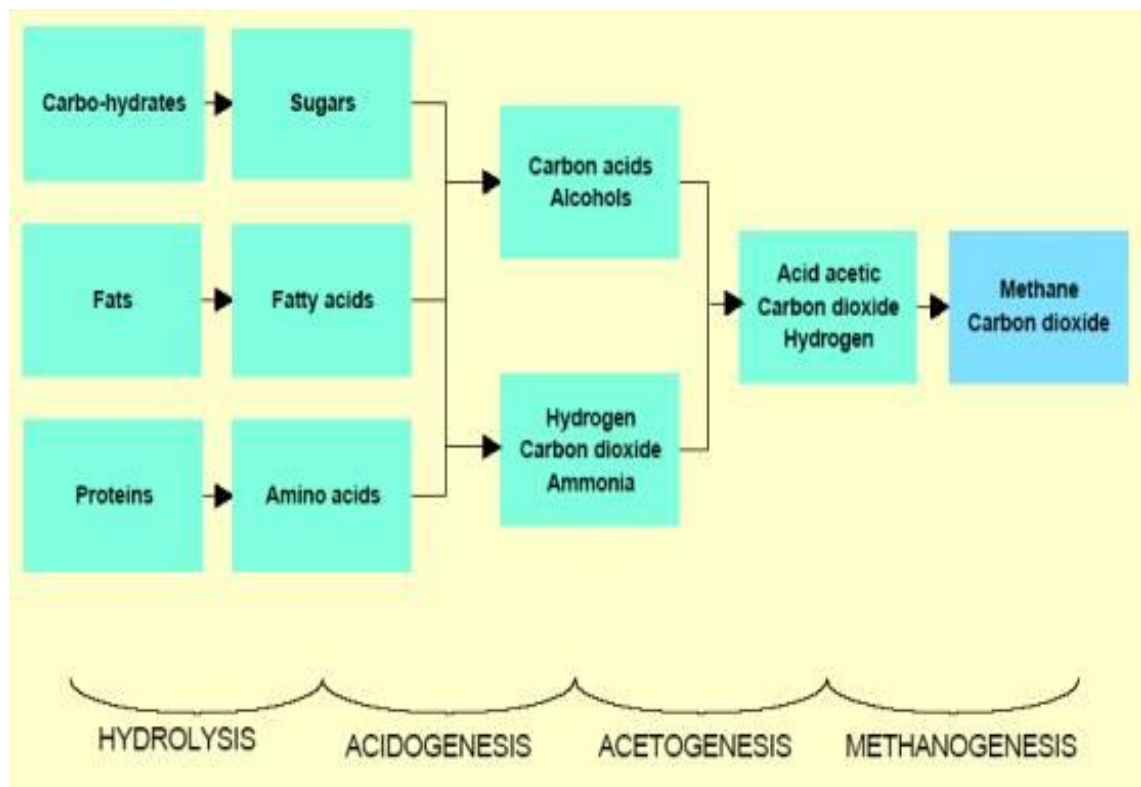 Carbo-hydrates
Sugars
Carbon acids
Alcohols
Fats
Fatty acids
Acid acetic
Carbon dioxide
Hydrogen
Methane
Carbon dioxide
Hydrogen
Carbon dioxide
Ammonia
Proteins
Amino acids
HYDROLYSIS
ACIDOGENESIS
ACETOGENESIS
METHANOGENESIS